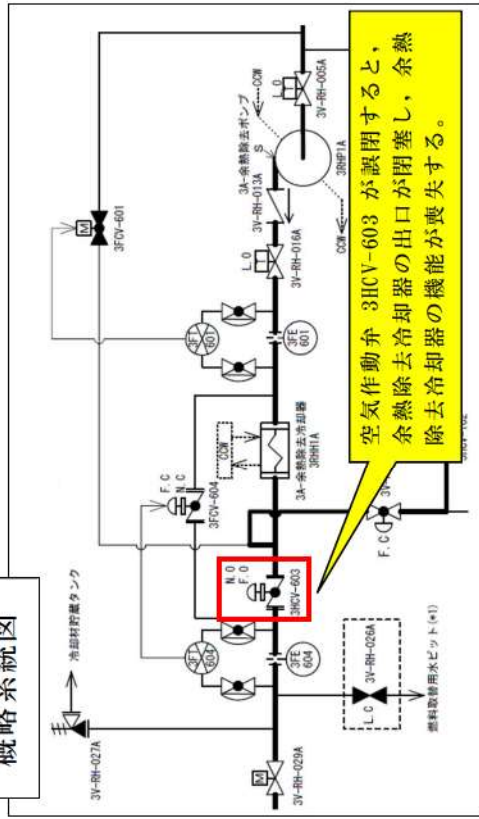 概略系統図
冷却材貯蔵タンク
3V-RH-027A
3V-RH-029A
3FT
604
3FE
604
L.C
3V-RH-026A
燃料取替用水ピット(*1)
N.O
F.O
3HCV-603
F.C
N.C
3FCV-604
CCW
3A-余熱除去冷却器
3RHH1A
F.C
M
3FCV-601
3FT
601
3FE
601
L.O
3V-RH-016A
3V-RH-013A
3A-余熱除去ポンプ
S
CCW
CCW
3RHP1A
L.O
3V-RH-005A
空気作動弁 3HCV-603 が誤閉すると,
余熱除去冷却器の出口が閉塞し, 余熱
除去冷却器の機能が喪失する。